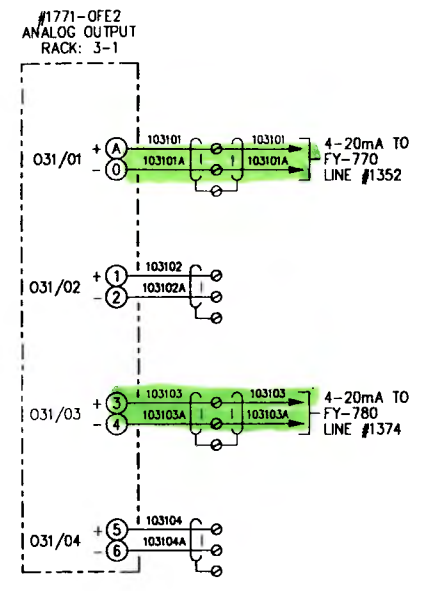 #1771-OFE2
ANALOG OUTPUT
RACK: 3-1
031/01
+ A 103101 103101
- 0 103101A 103101A
4-20mA TO
FY-770
LINE #1352
031/02
+ 1 103102
- 2 103102A
031/03
+ 3 103103 103103
- 4 103103A 103103A
4-20mA TO
FY-780
LINE #1374
031/04
+ 5 103104
- 6 103104A